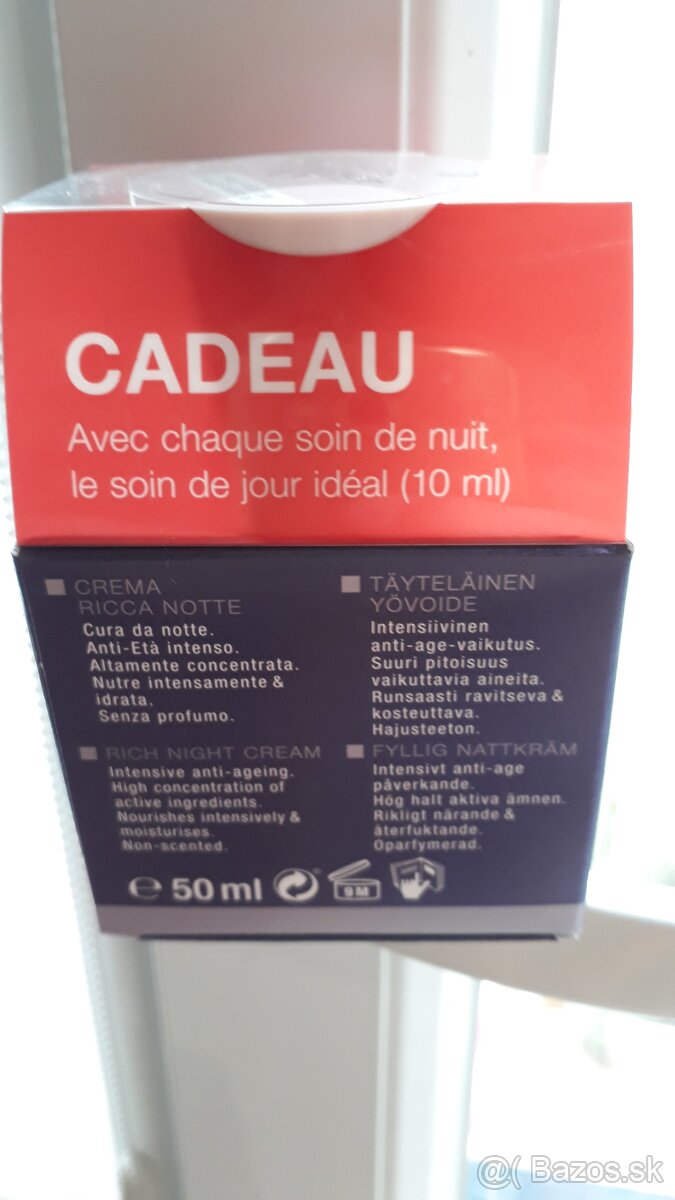 CADEAU
Avec chaque soin de nuit,
le soin de jour idéal (10 ml)
CREMA
RICCA NOTTE
Cura da notte.
Anti-Età intenso.
Altamente concentrata.
Nutre intensamente &
idrata.
Senza profumo.
TÄYTELÄINEN
YÖVOIDE
Intensiivinen
anti-age-vaikutus.
Suuri pitoisuus
vaikuttavia aineita.
Runsaasti ravitseva &
kosteuttava.
Hajusteeton.
RICH NIGHT CREAM
Intensive anti-ageing.
High concentration of
active ingredients.
Nourishes intensively &
moisturises.
Non-scented.
FYLLIG NATTKRÄM
Intensivt anti-age
påverkande.
Hög halt aktiva ämnen.
Rikligt närande &
återfuktande.
Oparfymerad.
℮ 50 ml
9M
@( Bazos.sk